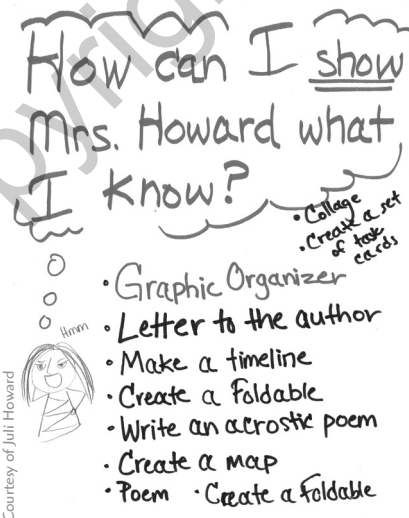 How can I show
Mrs. Howard what
I know?
• Collage
• Create a set
of task
cards
• Graphic Organizer
Hmm
• Letter to the author
• Make a timeline
• Create a Foldable
• Write an acrostic poem
• Create a map
• Poem • Create a Foldable
Courtesy of Juli Howard